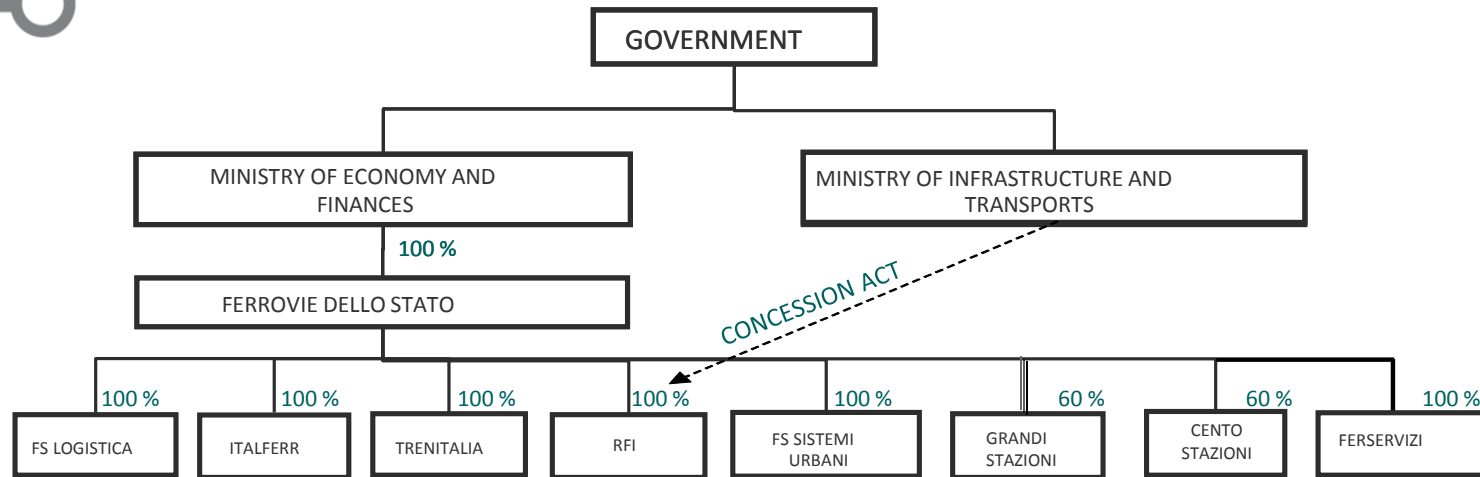 GOVERNMENT
MINISTRY OF ECONOMY AND
FINANCES
MINISTRY OF INFRASTRUCTURE AND
TRANSPORTS
100 %
FERROVIE DELLO STATO
CONCESSION ACT
100 %
100 %
100 %
100 %
100 %
60 %
60 %
100 %
FS LOGISTICA
ITALFERR
TRENITALIA
RFI
FS SISTEMI
URBANI
GRANDI
STAZIONI
CENTO
STAZIONI
FERSERVIZI